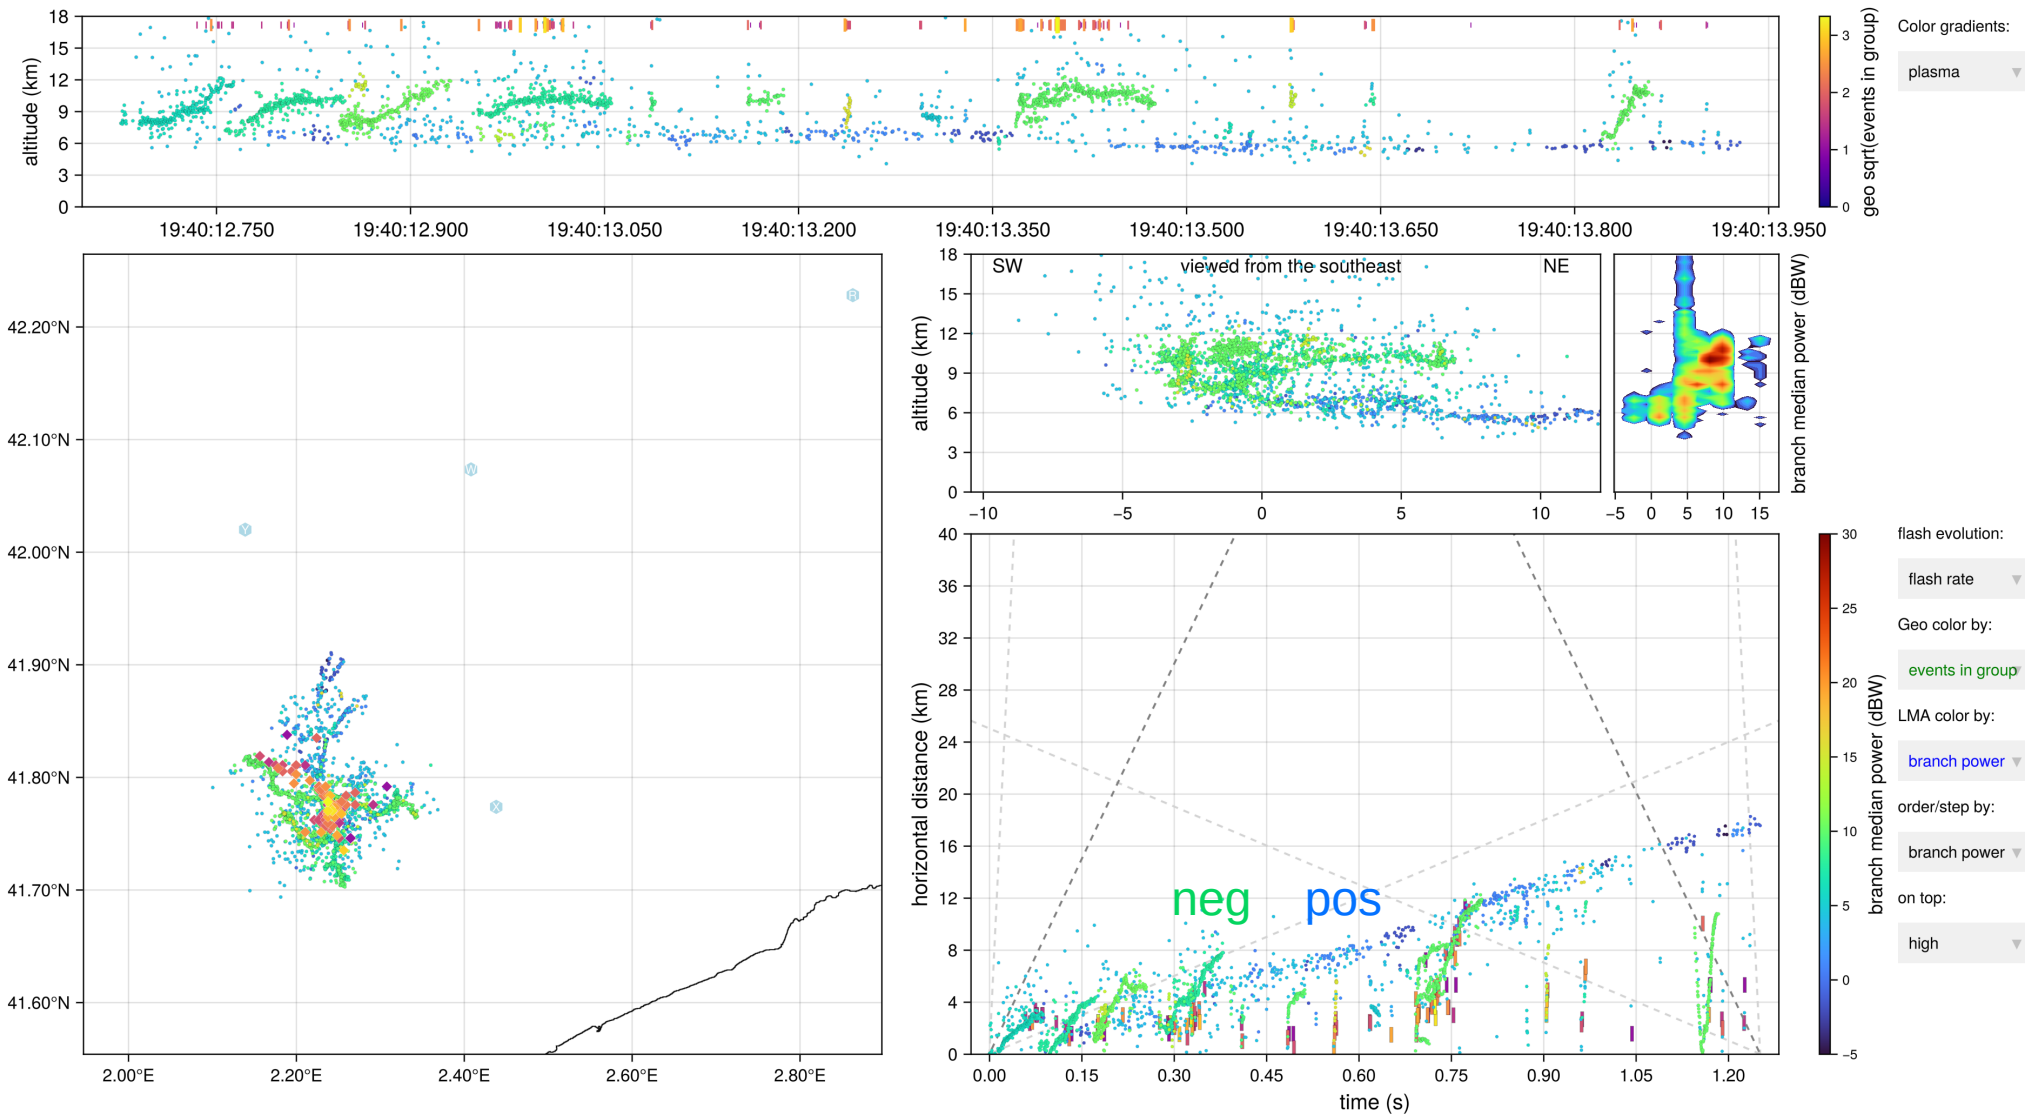 18
15
12
9
6
3
0
altitude (km)
19:40:12.750
19:40:12.900
19:40:13.050
19:40:13.200
19:40:13.350
19:40:13.500
19:40:13.650
19:40:13.800
19:40:13.950
3
2
1
0
geo sqrt(events in group)
Color gradients:
plasma
42.20°N
42.10°N
42.00°N
41.90°N
41.80°N
41.70°N
41.60°N
2.00°E
2.20°E
2.40°E
2.60°E
2.80°E
R
W
Y
X
SW
viewed from the southeast
NE
18
15
12
9
6
3
0
altitude (km)
−10
−5
0
5
10
−5
0
5
10
15
branch median power (dBW)
40
36
32
28
24
20
16
12
8
4
0
horizontal distance (km)
neg
pos
0.00
0.15
0.30
0.45
0.60
0.75
0.90
1.05
1.20
time (s)
30
25
20
15
10
5
0
−5
branch median power (dBW)
flash evolution:
flash rate
Geo color by:
events in group
LMA color by:
branch power
order/step by:
branch power
on top:
high